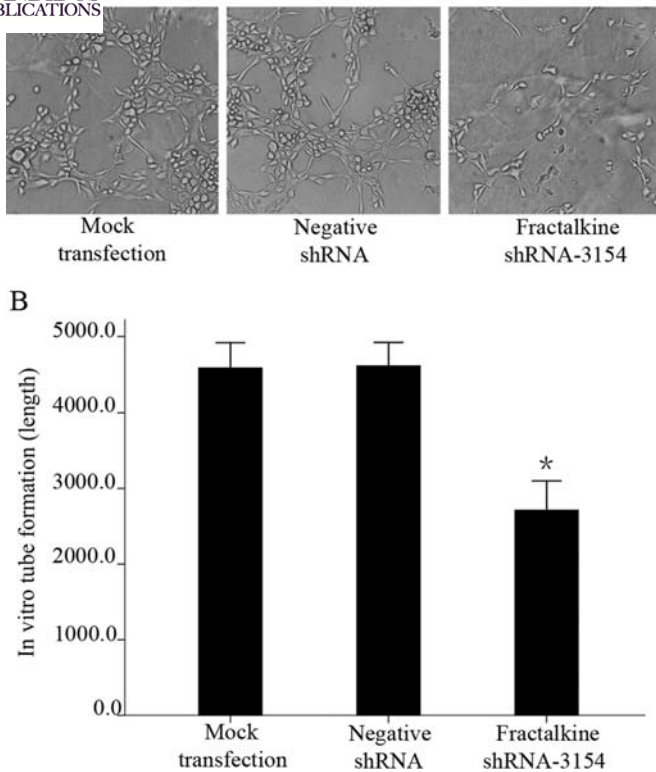 BLICATIONS
Mock
transfection
Negative
shRNA
Fractalkine
shRNA-3154
B
5000.0
4000.0
3000.0
2000.0
1000.0
0.0
In vitro tube formation (length)
*
Mock
transfection
Negative
shRNA
Fractalkine
shRNA-3154